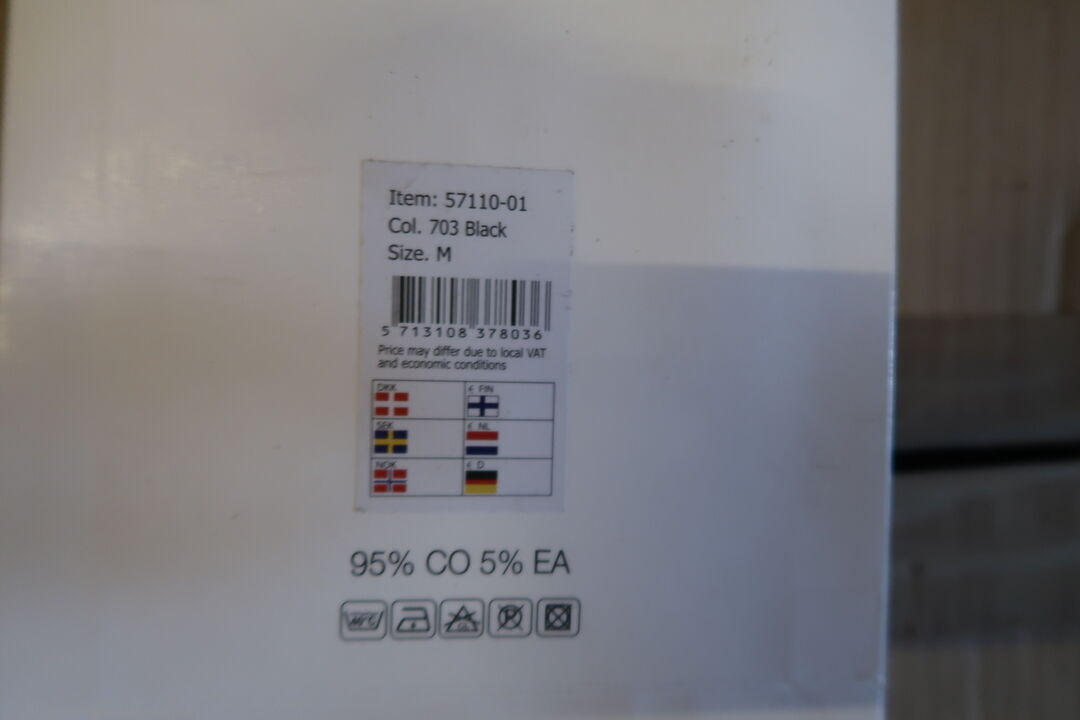 Item: 57110-01
Col. 703 Black
Size. M
5 713108 378036
Price may differ due to local VAT
and economic conditions
DKK
€ FIN
SEK
€ NL
NOK
€ D
95% CO 5% EA